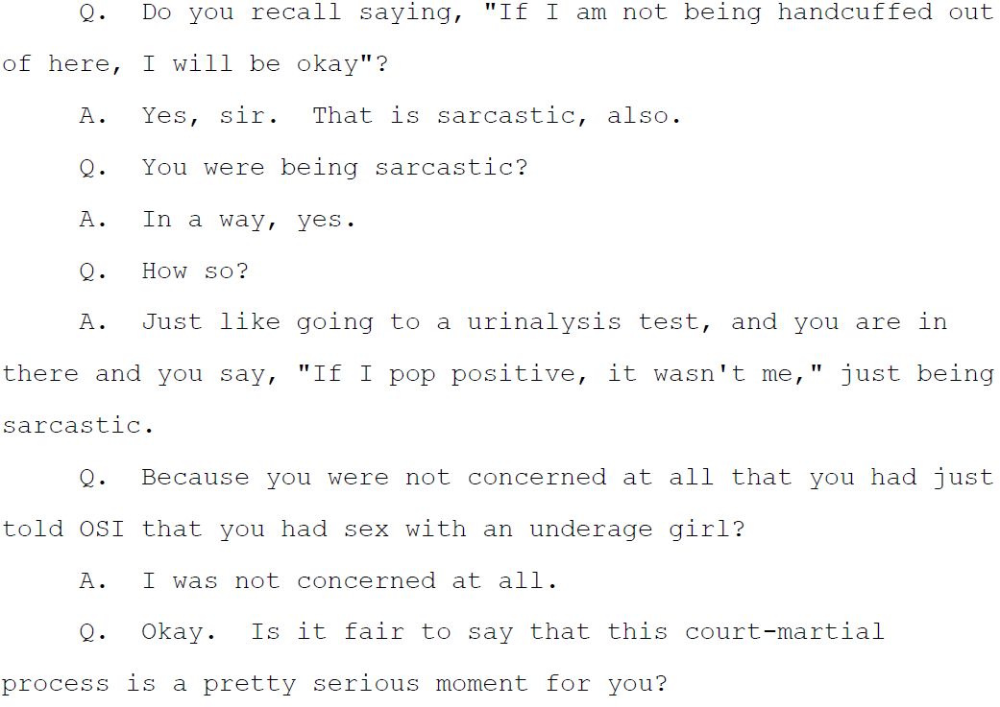 Q.  Do you recall saying, "If I am not being handcuffed out
of here, I will be okay"?
A.  Yes, sir.  That is sarcastic, also.
Q.  You were being sarcastic?
A.  In a way, yes.
Q.  How so?
A.  Just like going to a urinalysis test, and you are in
there and you say, "If I pop positive, it wasn't me," just being
sarcastic.
Q.  Because you were not concerned at all that you had just
told OSI that you had sex with an underage girl?
A.  I was not concerned at all.
Q.  Okay.  Is it fair to say that this court-martial
process is a pretty serious moment for you?